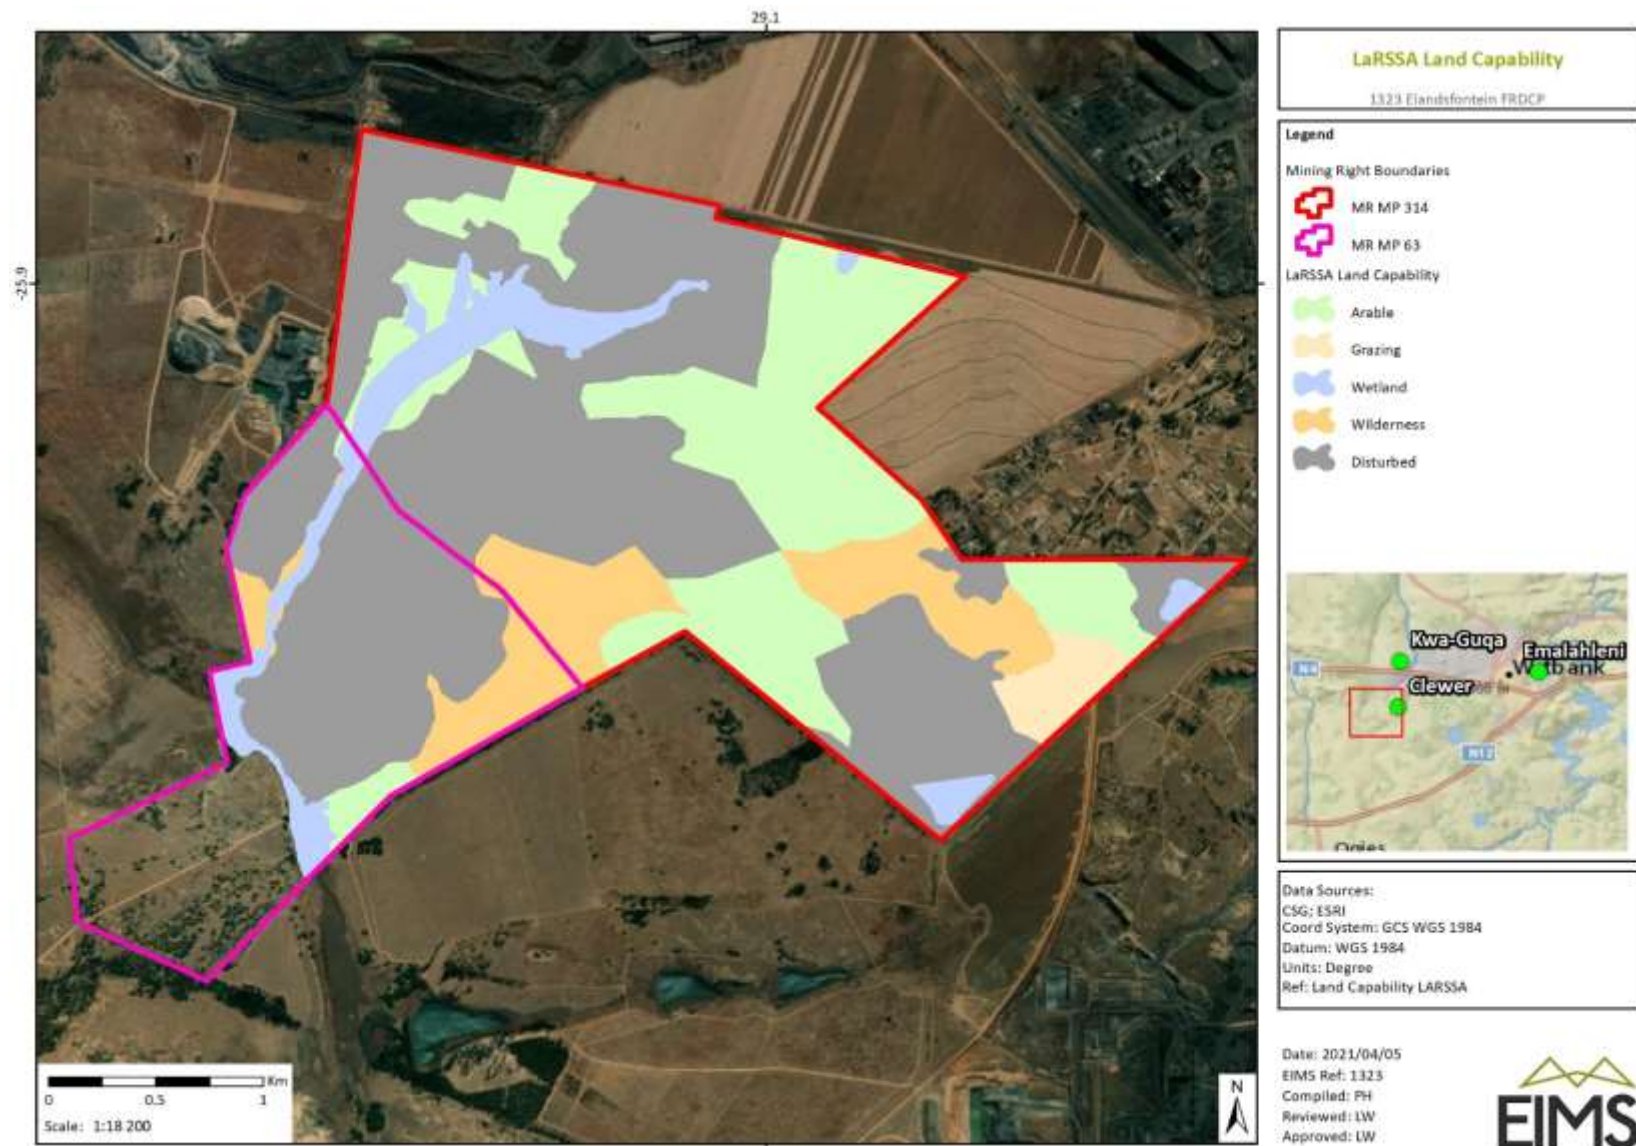 29.1
-25.9
LaRSSA Land Capability
1323 Elandsfontein FRDCP
Legend
Mining Right Boundaries
MR MP 314
MR MP 63
LaRSSA Land Capability
Arable
Grazing
Wetland
Wilderness
Disturbed
Kwa-Guqa
Emalahleni
N4
Clewer
N12
Data Sources:
CSG; ESRI
Coord System: GCS WGS 1984
Datum: WGS 1984
Units: Degree
Ref: Land Capability LARSSA
Km
0 0.5 1
Scale: 1:18 200
N
Date: 2021/04/05
EIMS Ref: 1323
Compiled: PH
Reviewed: LW
Approved: LW
EIMS